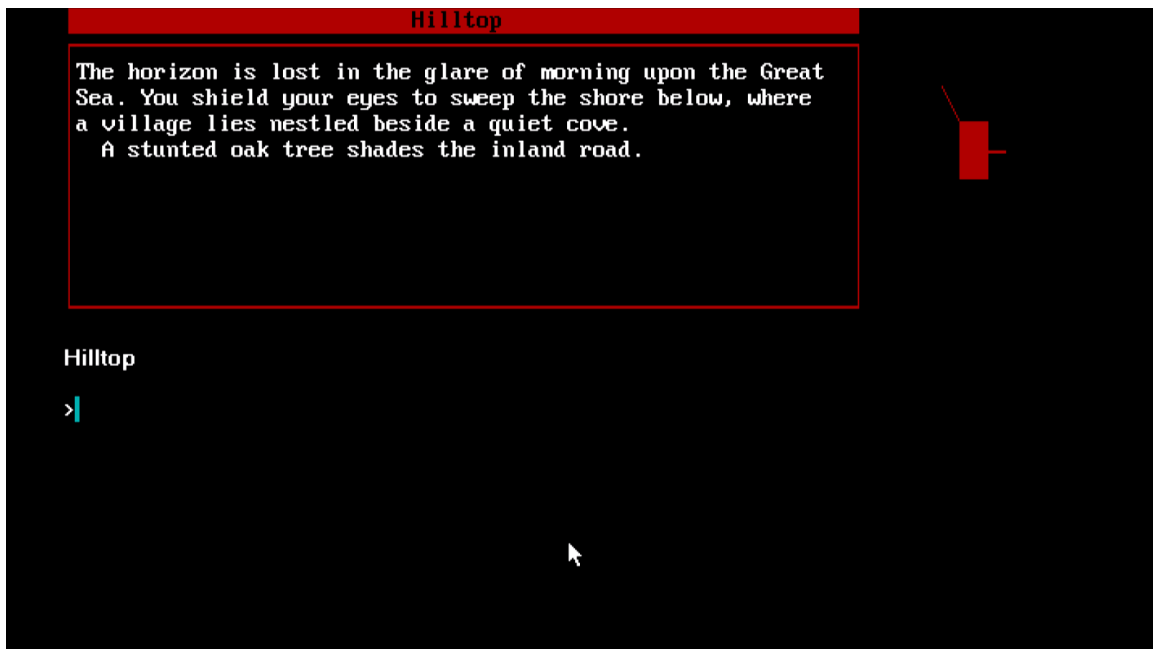 Hilltop
The horizon is lost in the glare of morning upon the Great
Sea. You shield your eyes to sweep the shore below, where
a village lies nestled beside a quiet cove.
A stunted oak tree shades the inland road.
Hilltop
>